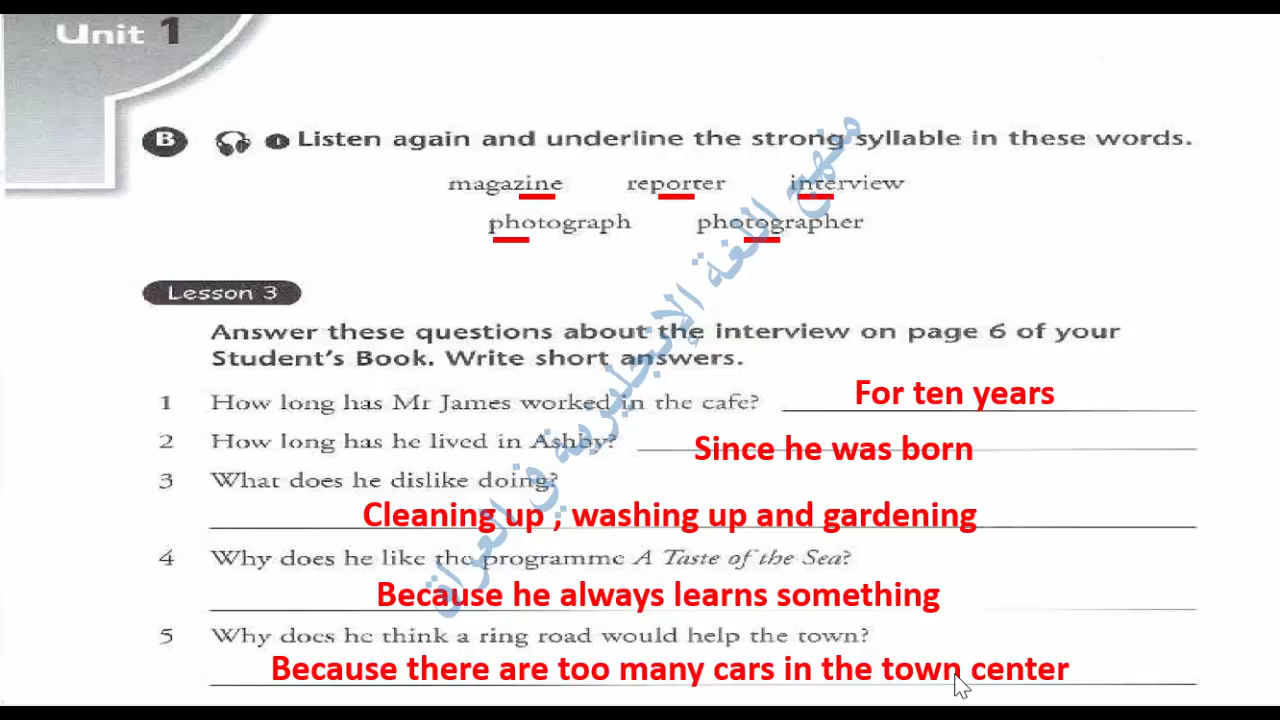 Unit 1
B Listen again and underline the strong syllable in these words.
magazine reporter interview
photograph photographer
Lesson 3
Answer these questions about the interview on page 6 of your
Student's Book. Write short answers.
1 How long has Mr James worked in the cafe? For ten years
2 How long has he lived in Ashby? Since he was born
3 What does he dislike doing?
Cleaning up , washing up and gardening
4 Why does he like the programme A Taste of the Sea?
Because he always learns something
5 Why does he think a ring road would help the town?
Because there are too many cars in the town center
منهج اللغة الإنجليزية في العراق